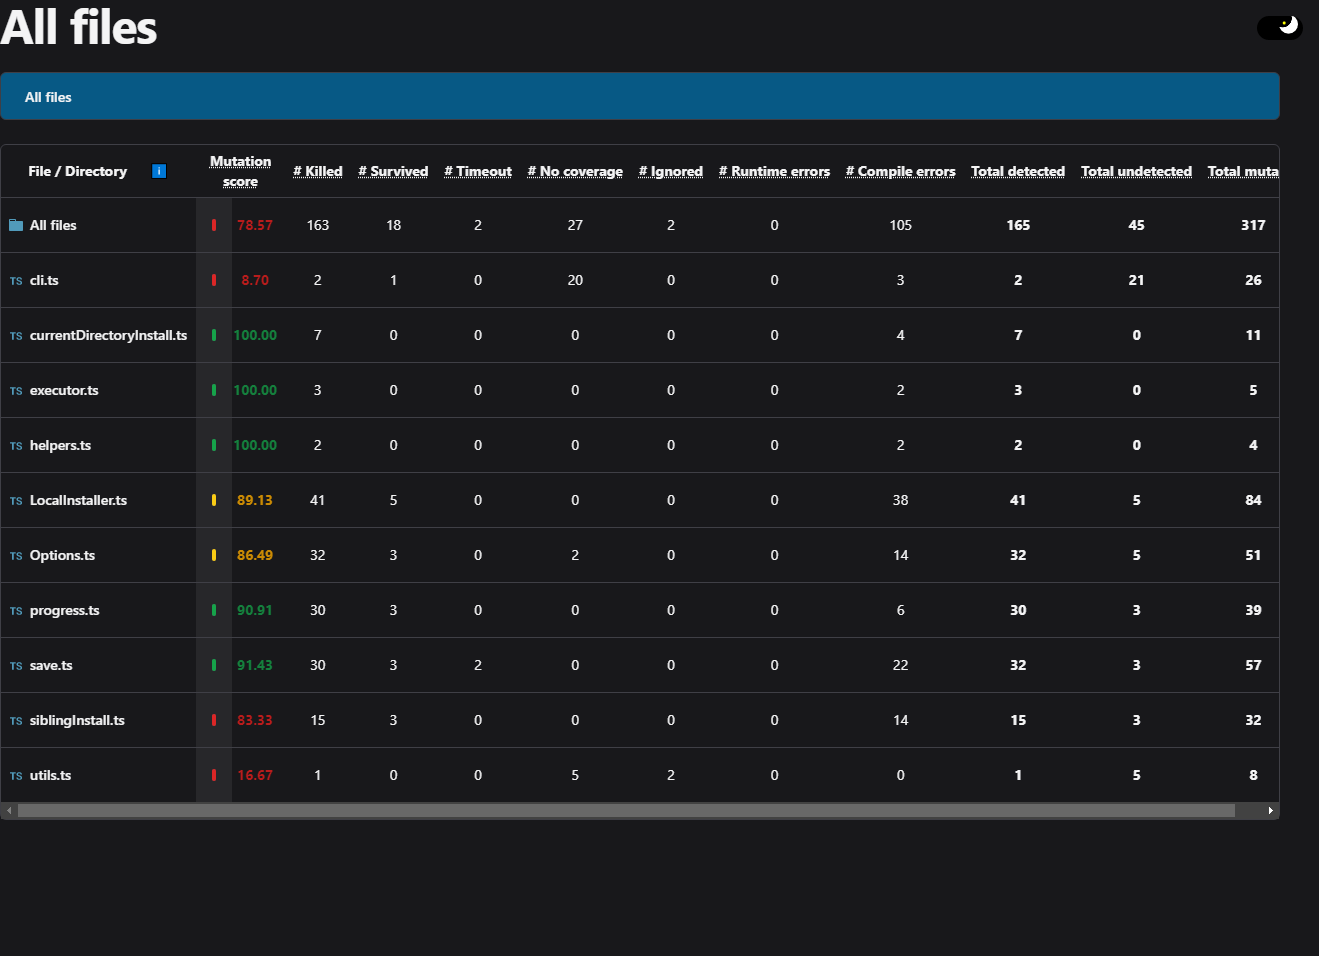 All files
All files
File / Directory i Mutation score # Killed # Survived # Timeout # No coverage # Ignored # Runtime errors # Compile errors Total detected Total undetected Total muta
All files 78.57 163 18 2 27 2 0 105 165 45 317
TS cli.ts 8.70 2 1 0 20 0 0 3 2 21 26
TS currentDirectoryInstall.ts 100.00 7 0 0 0 0 0 4 7 0 11
TS executor.ts 100.00 3 0 0 0 0 0 2 3 0 5
TS helpers.ts 100.00 2 0 0 0 0 0 2 2 0 4
TS LocalInstaller.ts 89.13 41 5 0 0 0 0 38 41 5 84
TS Options.ts 86.49 32 3 0 2 0 0 14 32 5 51
TS progress.ts 90.91 30 3 0 0 0 0 6 30 3 39
TS save.ts 91.43 30 3 2 0 0 0 22 32 3 57
TS siblingInstall.ts 83.33 15 3 0 0 0 0 14 15 3 32
TS utils.ts 16.67 1 0 0 5 2 0 0 1 5 8